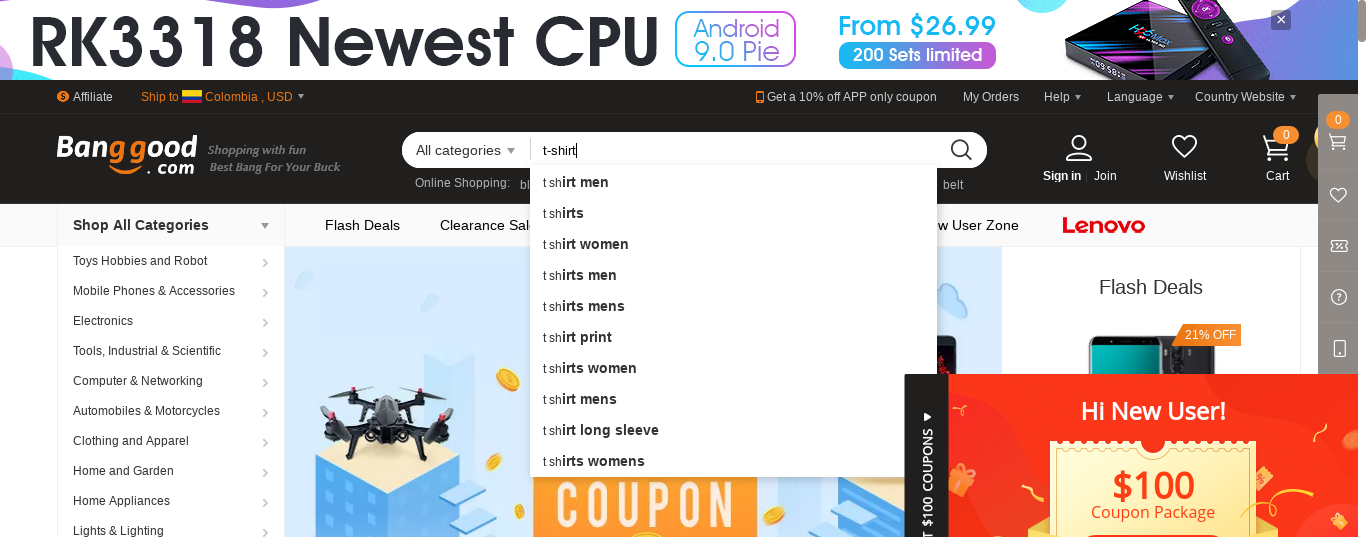 RK3318 Newest CPU
Android
9.0 Pie
From $26.99
200 Sets limited
Affiliate
Ship to Colombia , USD
Get a 10% off APP only coupon
My Orders
Help
Language
Country Website
0
Banggood
.com
Shopping with fun
Best Bang For Your Buck
All categories
t-shirt
0
Sign in | Join
Wishlist
Cart
Online Shopping:
bl
belt
t shirt men
t shirts
t shirt women
t shirts men
t shirts mens
t shirt print
t shirts women
t shirt mens
t shirt long sleeve
t shirts womens
Shop All Categories
Flash Deals
Clearance Sal
w User Zone
Lenovo
Toys Hobbies and Robot
Mobile Phones & Accessories
Electronics
Tools, Industrial & Scientific
Computer & Networking
Automobiles & Motorcycles
Clothing and Apparel
Home and Garden
Home Appliances
Lights & Lighting
COUPON
Flash Deals
21% OFF
T $100 COUPONS
Hi New User!
$100
Coupon Package